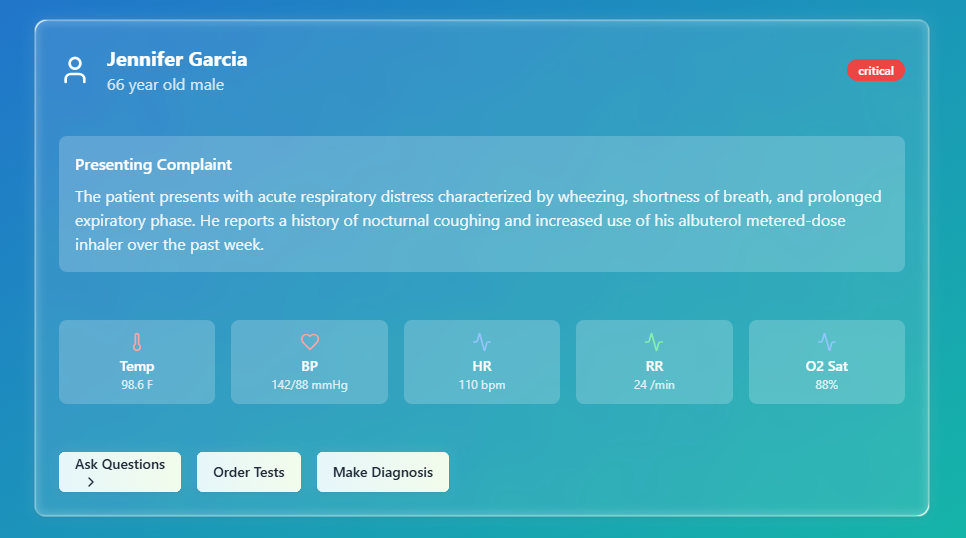 Jennifer Garcia
66 year old male
critical
Presenting Complaint
The patient presents with acute respiratory distress characterized by wheezing, shortness of breath, and prolonged
expiratory phase. He reports a history of nocturnal coughing and increased use of his albuterol metered-dose
inhaler over the past week.
Temp
98.6 F
BP
142/88 mmHg
HR
110 bpm
RR
24 /min
O2 Sat
88%
Ask Questions
Order Tests
Make Diagnosis